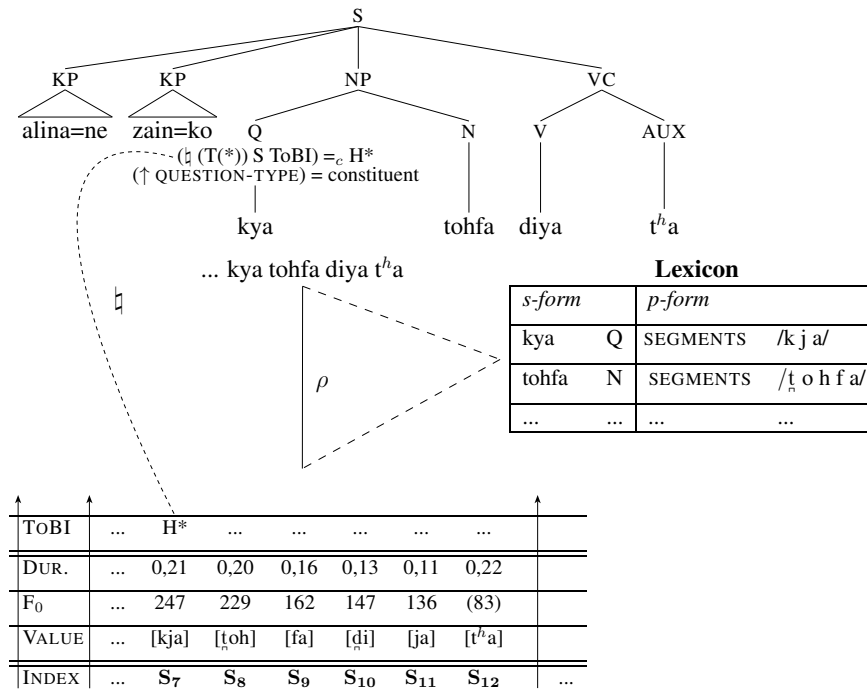 S
KP KP NP VC
alina=ne zain=ko Q N V AUX
(♮ (T(*)) S ToBI) =c H*
(↑ QUESTION-TYPE) = constituent
kya tohfa diya tʰa
... kya tohfa diya tʰa
♮
ρ
Lexicon
s-form p-form
kya Q SEGMENTS /k j a/
tohfa N SEGMENTS /t̪ o h f a/
... ... ... ...
TOBI ... H* ... ... ... ... ...
DUR. ... 0,21 0,20 0,16 0,13 0,11 0,22
F₀ ... 247 229 162 147 136 (83)
VALUE ... [kja] [t̪oh] [fa] [d̪i] [ja] [tʰa]
INDEX ... S₇ S₈ S₉ S₁₀ S₁₁ S₁₂ ...